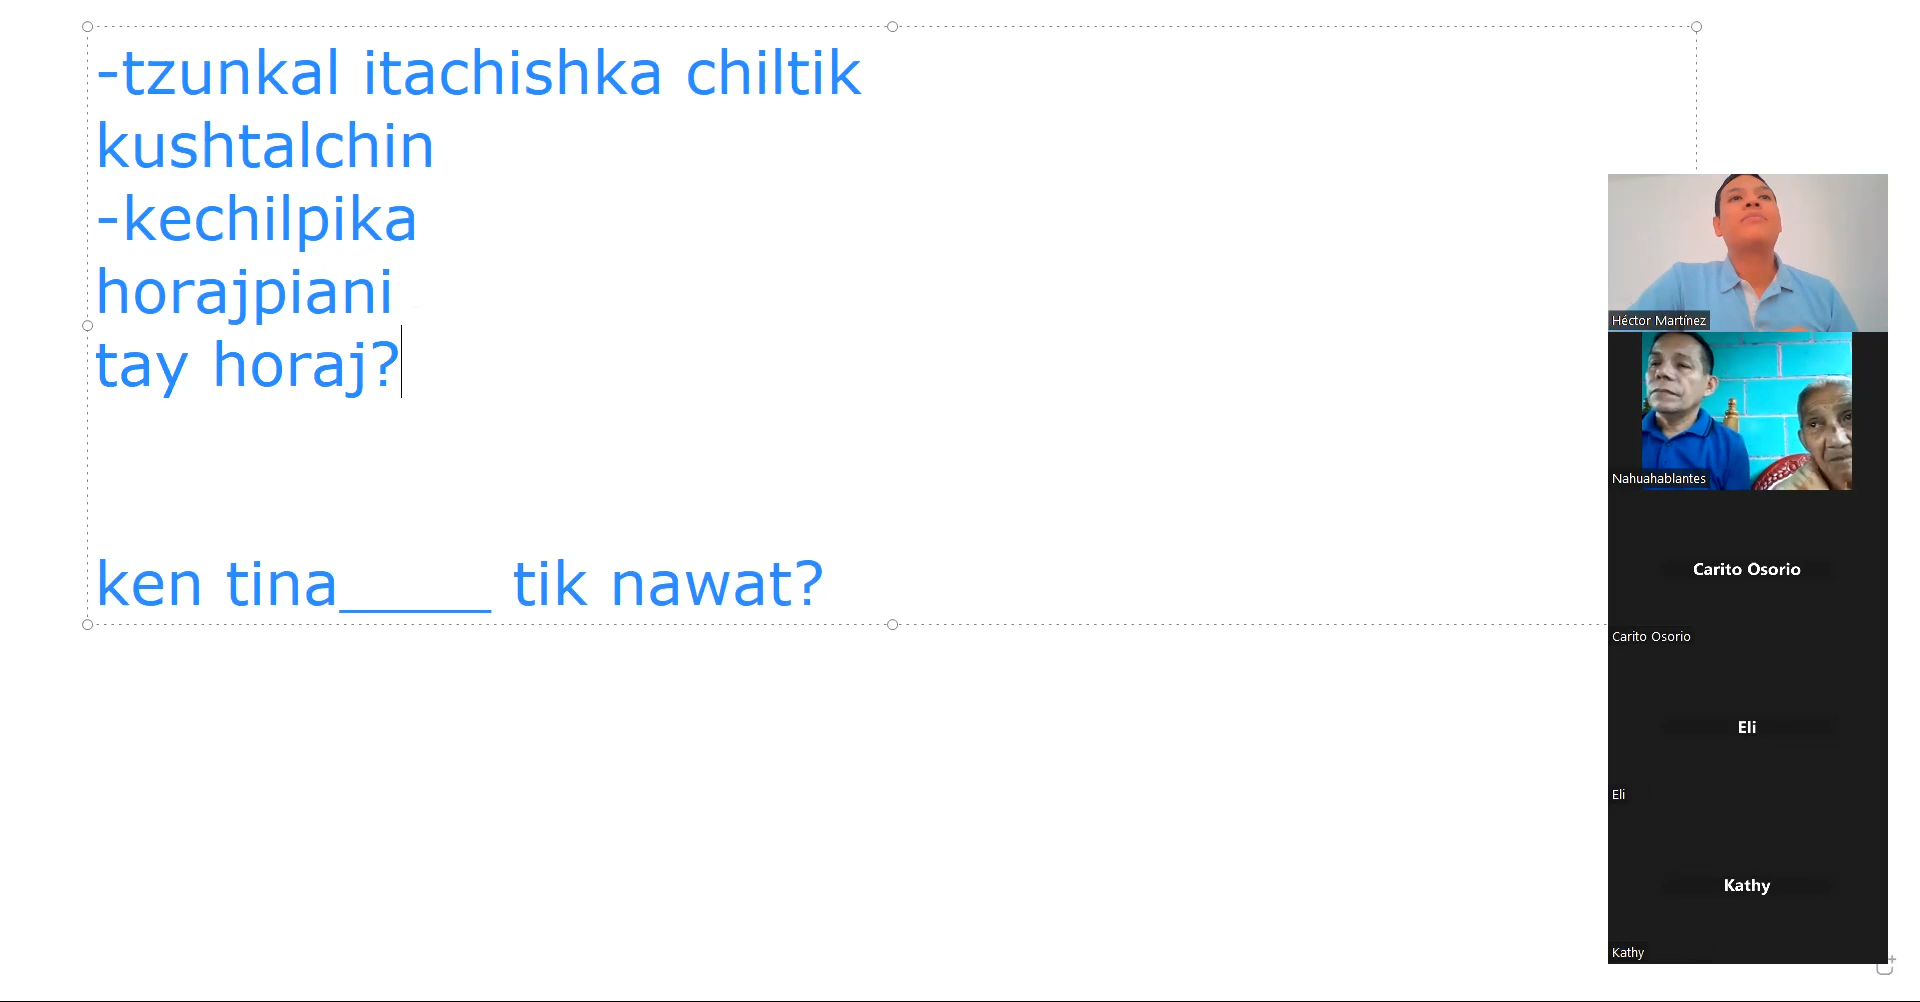 -tzunkal itachishka chiltik
kushtalchin
-kechilpika
horajpiani
tay horaj?
ken tina_____ tik nawat?
Héctor Martínez
Nahuahablantes
Carito Osorio
Carito Osorio
Eli
Eli
Kathy
Kathy